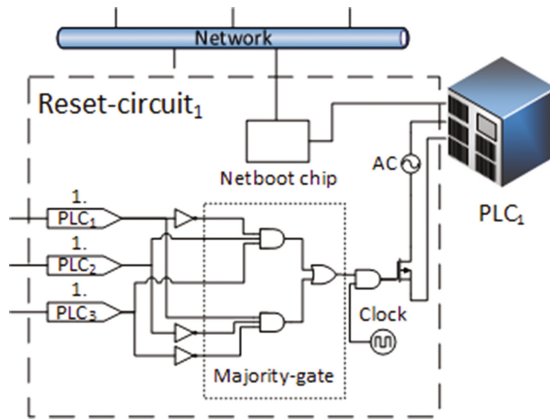 Network
Reset-circuit1
Netboot chip
AC
PLC1
1.
PLC1
1.
PLC2
1.
PLC3
Clock
Majority-gate